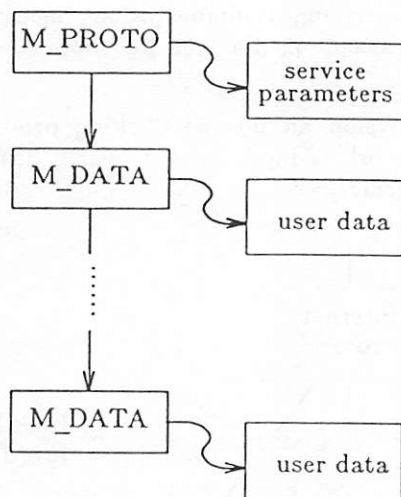 M_PROTO
service
parameters
M_DATA
user data
M_DATA
user data